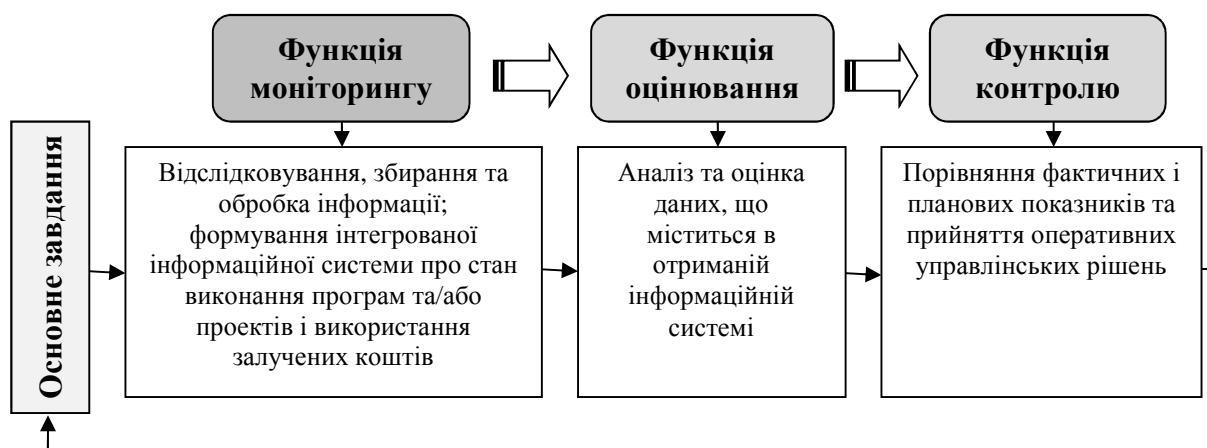 Функція
моніторингу
Функція
оцінювання
Функція
контролю
Основне завдання
Відслідковування, збирання та
обробка інформації;
формування інтегрованої
інформаційної системи про стан
виконання програм та/або
проектів і використання
залучених коштів
Аналіз та оцінка
даних, що
міститься в
отриманій
інформаційній
системі
Порівняння фактичних і
планових показників та
прийняття оперативних
управлінських рішень